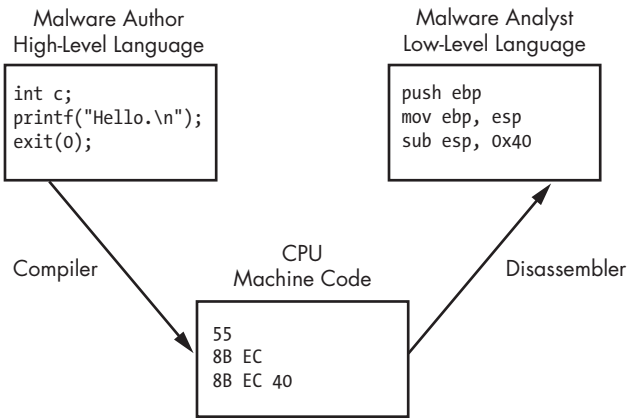 Malware Author
High-Level Language
int c;
printf("Hello.\n");
exit(0);
Malware Analyst
Low-Level Language
push ebp
mov ebp, esp
sub esp, 0x40
Compiler
CPU
Machine Code
Disassembler
55
8B EC
8B EC 40